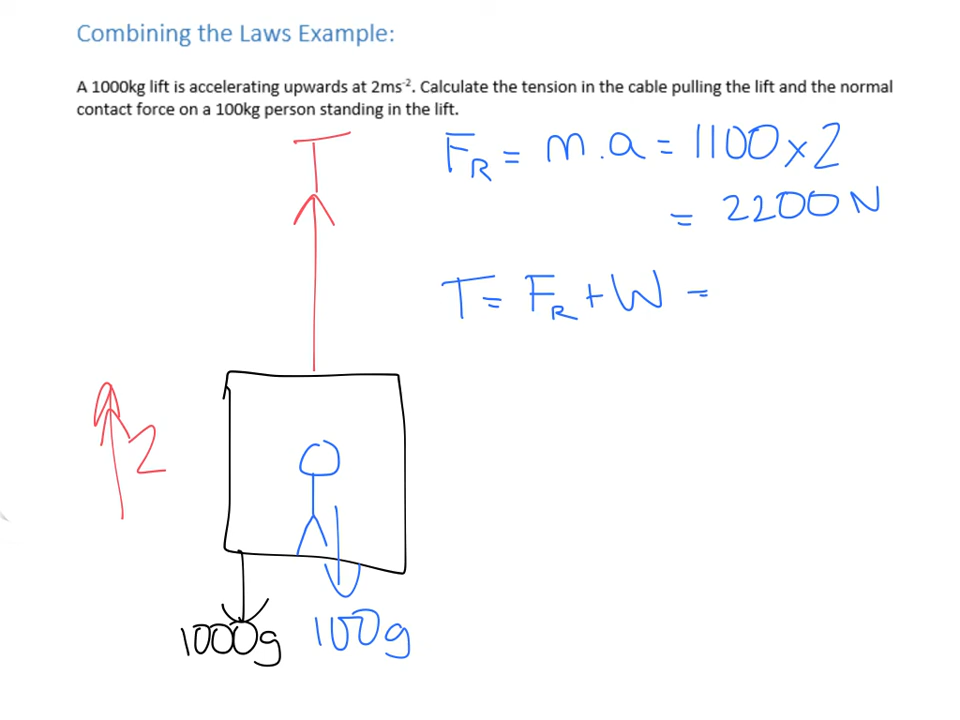 Combining the Laws Example:
A 1000kg lift is accelerating upwards at 2ms⁻². Calculate the tension in the cable pulling the lift and the normal
contact force on a 100kg person standing in the lift.
T
F_R = m.a = 1100 × 2
= 2200 N
T = F_R + W =
2
1000g 100g